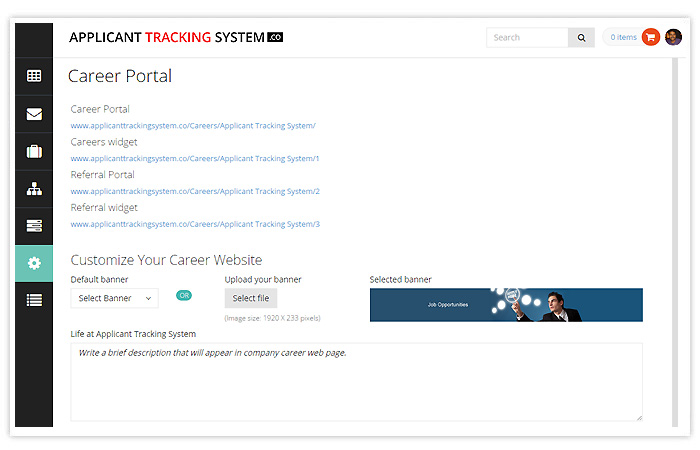 APPLICANT TRACKING SYSTEM .CO
Search
0 items
Career Portal
Career Portal
www.applicanttrackingsystem.co/Careers/Applicant Tracking System/
Careers widget
www.applicanttrackingsystem.co/Careers/Applicant Tracking System/1
Referral Portal
www.applicanttrackingsystem.co/Careers/Applicant Tracking System/2
Referral widget
www.applicanttrackingsystem.co/Careers/Applicant Tracking System/3
Customize Your Career Website
Default banner
Upload your banner
Selected banner
Select Banner
OR
Select file
Job Opportunities
(Image size: 1920 X 233 pixels)
Life at Applicant Tracking System
Write a brief description that will appear in company career web page.